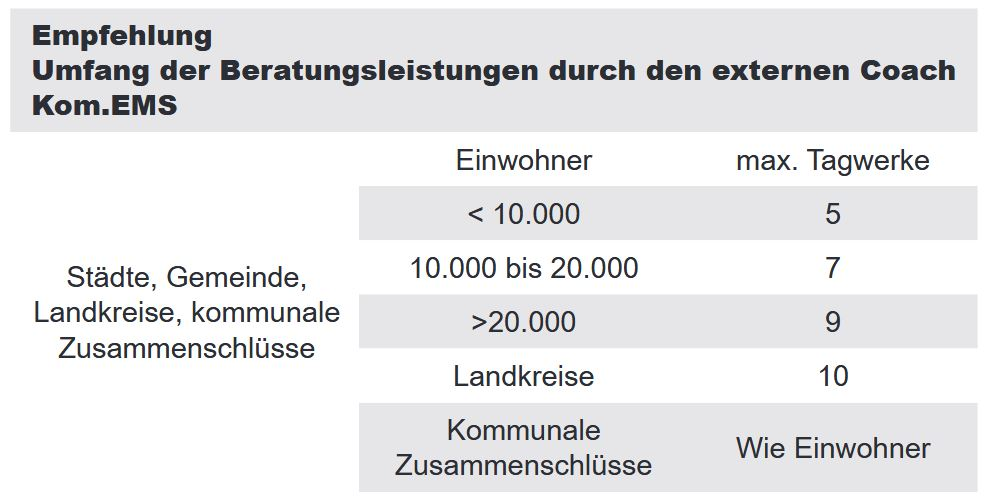 Empfehlung
Umfang der Beratungsleistungen durch den externen Coach
Kom.EMS
Einwohner max. Tagwerke
< 10.000 5
10.000 bis 20.000 7
Städte, Gemeinde,
Landkreise, kommunale
Zusammenschlüsse
>20.000 9
Landkreise 10
Kommunale
Zusammenschlüsse
Wie Einwohner